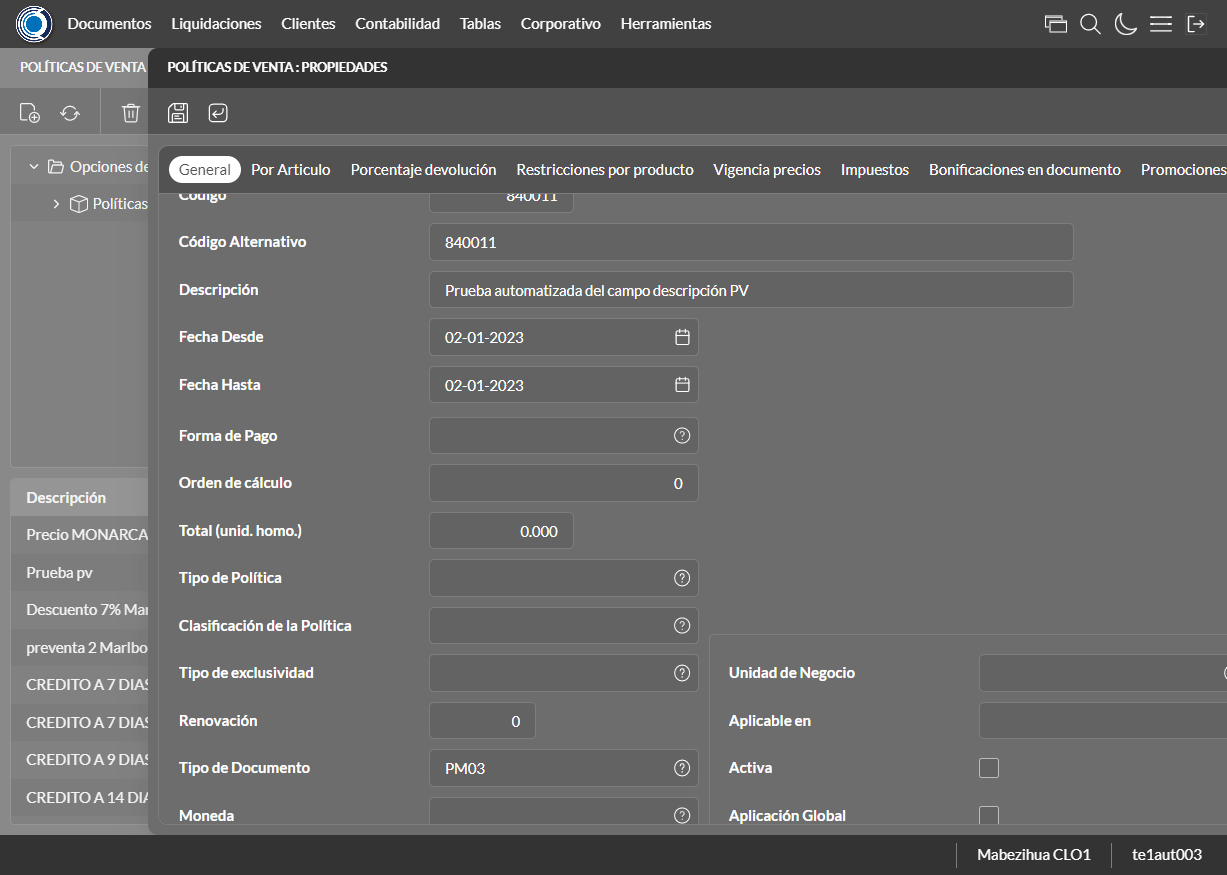 Documentos Liquidaciones Clientes Contabilidad Tablas Corporativo Herramientas
POLÍTICAS DE VENTA
POLÍTICAS DE VENTA : PROPIEDADES
Opciones de
Políticas
General Por Articulo Porcentaje devolución Restricciones por producto Vigencia precios Impuestos Bonificaciones en documento Promociones
Código 840011
Código Alternativo 840011
Descripción Prueba automatizada del campo descripción PV
Fecha Desde 02-01-2023
Fecha Hasta 02-01-2023
Forma de Pago
Orden de cálculo 0
Total (unid. homo.) 0.000
Tipo de Política
Clasificación de la Política
Tipo de exclusividad
Renovación 0
Tipo de Documento PM03
Moneda
Unidad de Negocio
Aplicable en
Activa
Aplicación Global
Descripción
Precio MONARCA
Prueba pv
Descuento 7% Mar
preventa 2 Marlbo
CREDITO A 7 DIAS
CREDITO A 7 DIAS
CREDITO A 9 DIAS
CREDITO A 14 DIA
Mabezihua CLO1 te1aut003